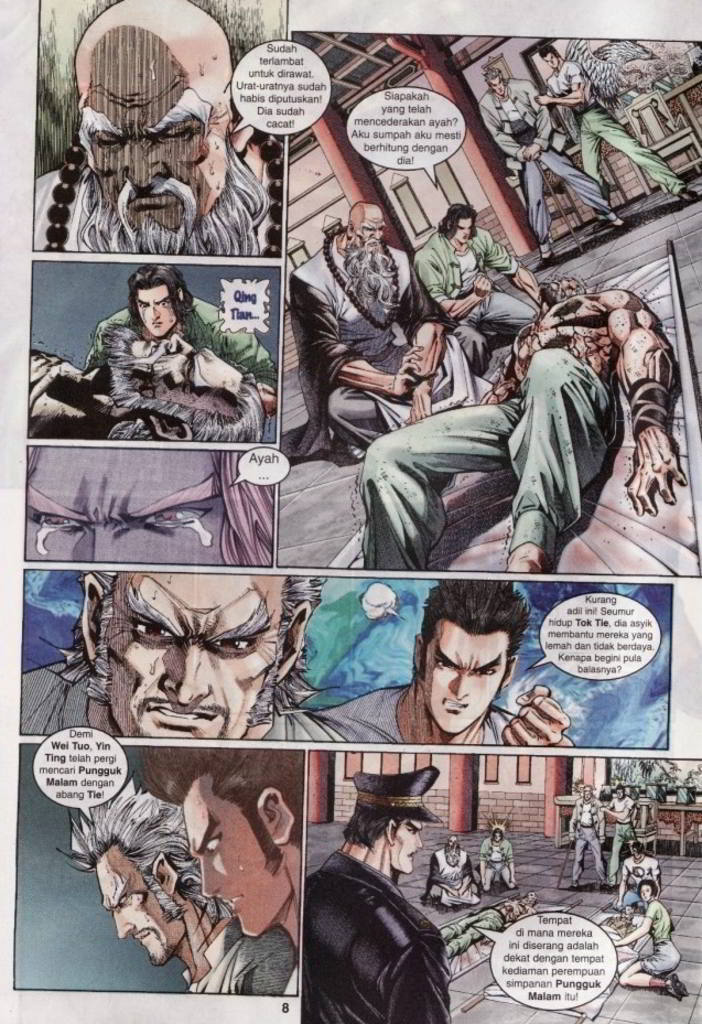 Sudah
terlambat
untuk dirawat.
Urat-uratnya sudah
habis diputuskan!
Dia sudah
cacat!
Siapakah
yang telah
mencederakan ayah?
Aku sumpah aku mesti
berhitung dengan
dia!
Qing
Tian...
Ayah
...
Kurang
adil ini! Seumur
hidup Tok Tie, dia asyik
membantu mereka yang
lemah dan tidak berdaya.
Kenapa begini pula
balasnya?
Demi
Wei Tuo, Yin
Ting telah pergi
mencari Pungguk
Malam dengan
abang Tie!
Tempat
di mana mereka
ini diserang adalah
dekat dengan tempat
kediaman perempuan
simpanan Pungguk
Malam itu!
8